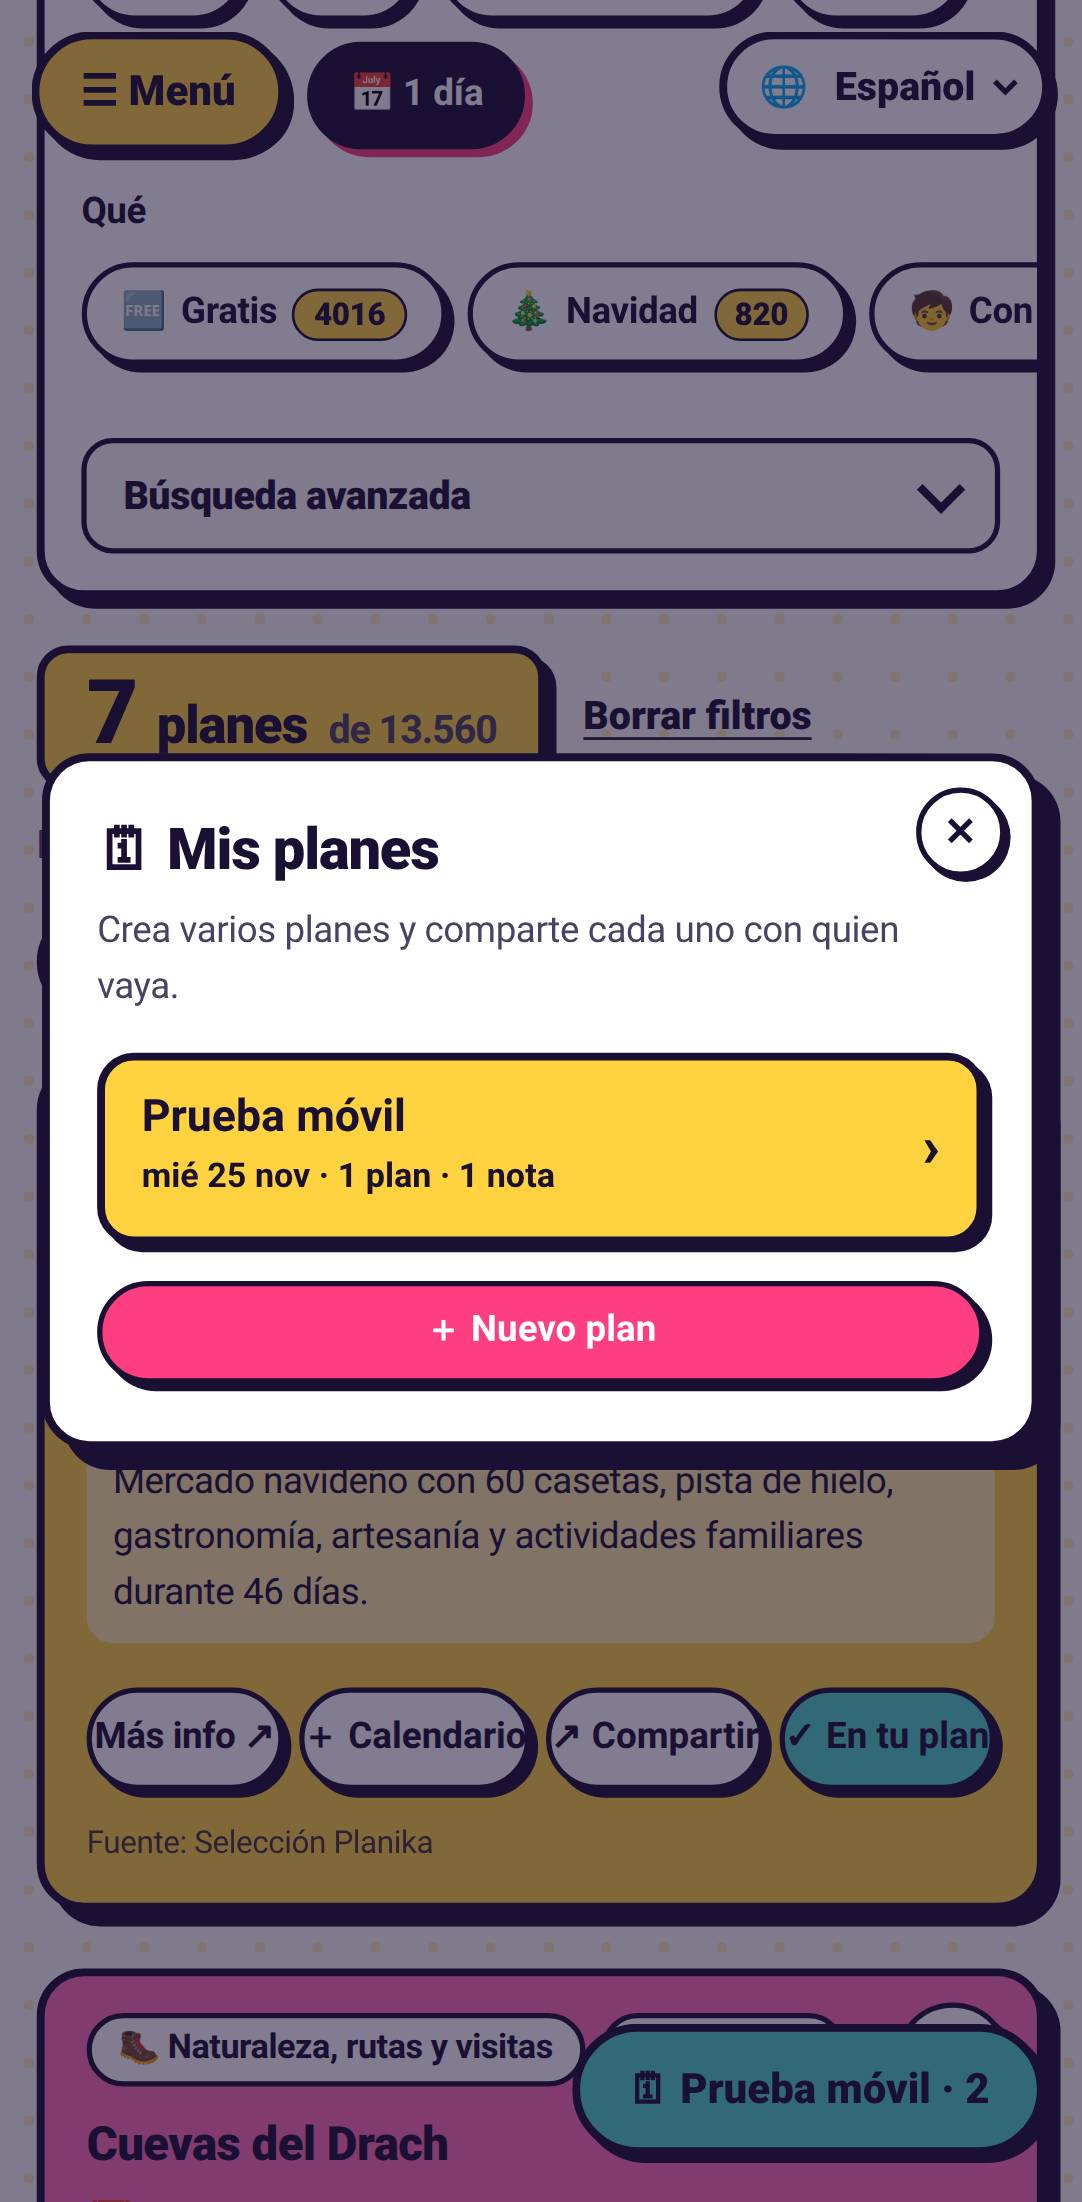 ☰ Menú
July 17 1 día
Español
Qué
FREE Gratis 4016
Navidad 820
Con
Búsqueda avanzada
7 planes de 13.560
Borrar filtros
Mis planes
×
Crea varios planes y comparte cada uno con quien
vaya.
Prueba móvil
mié 25 nov · 1 plan · 1 nota
›
+ Nuevo plan
Mercado navideño con 60 casetas, pista de hielo,
gastronomía, artesanía y actividades familiares
durante 46 días.
Más info ↗
+ Calendario
↗ Compartir
✓ En tu plan
Fuente: Selección Planika
Naturaleza, rutas y visitas
Prueba móvil · 2
Cuevas del Drach